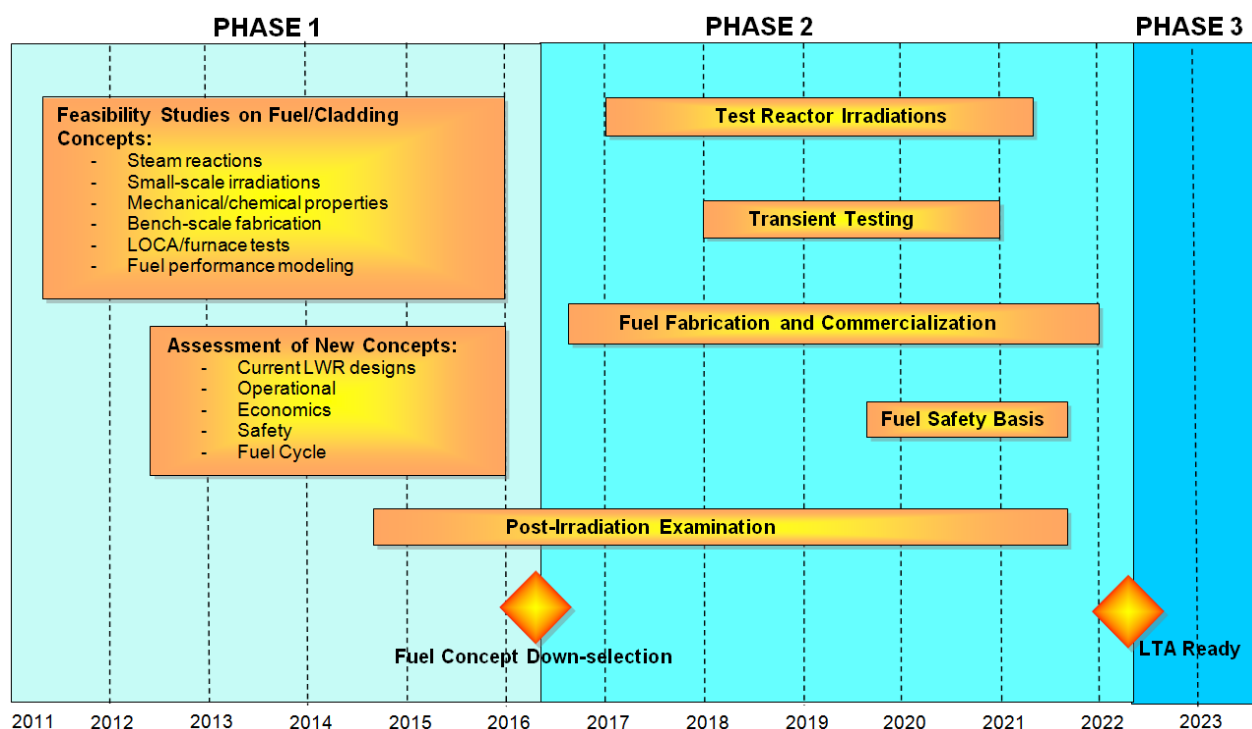 PHASE 1
PHASE 2
PHASE 3
Feasibility Studies on Fuel/Cladding
Concepts:
- Steam reactions
- Small-scale irradiations
- Mechanical/chemical properties
- Bench-scale fabrication
- LOCA/furnace tests
- Fuel performance modeling
Assessment of New Concepts:
- Current LWR designs
- Operational
- Economics
- Safety
- Fuel Cycle
Test Reactor Irradiations
Transient Testing
Fuel Fabrication and Commercialization
Fuel Safety Basis
Post-Irradiation Examination
Fuel Concept Down-selection
LTA Ready
2011 2012 2013 2014 2015 2016 2017 2018 2019 2020 2021 2022 2023